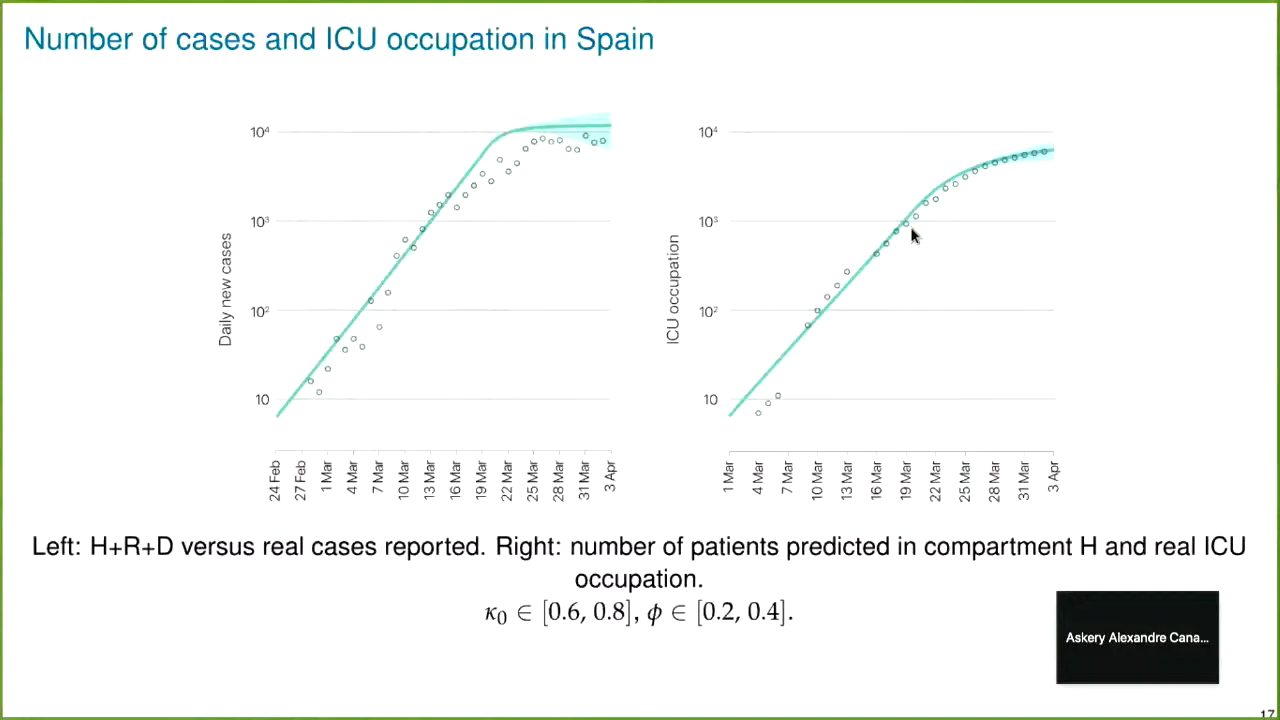 Number of cases and ICU occupation in Spain
Daily new cases
10⁴
10³
10²
10
24 Feb
27 Feb
1 Mar
4 Mar
7 Mar
10 Mar
13 Mar
16 Mar
19 Mar
22 Mar
25 Mar
28 Mar
31 Mar
3 Apr
ICU occupation
10⁴
10³
10²
10
1 Mar
4 Mar
7 Mar
10 Mar
13 Mar
16 Mar
19 Mar
22 Mar
25 Mar
28 Mar
31 Mar
3 Apr
Left: H+R+D versus real cases reported. Right: number of patients predicted in compartment H and real ICU
occupation.
κ₀ ∈ [0.6, 0.8], ϕ ∈ [0.2, 0.4].
Askery Alexandre Cana...
17